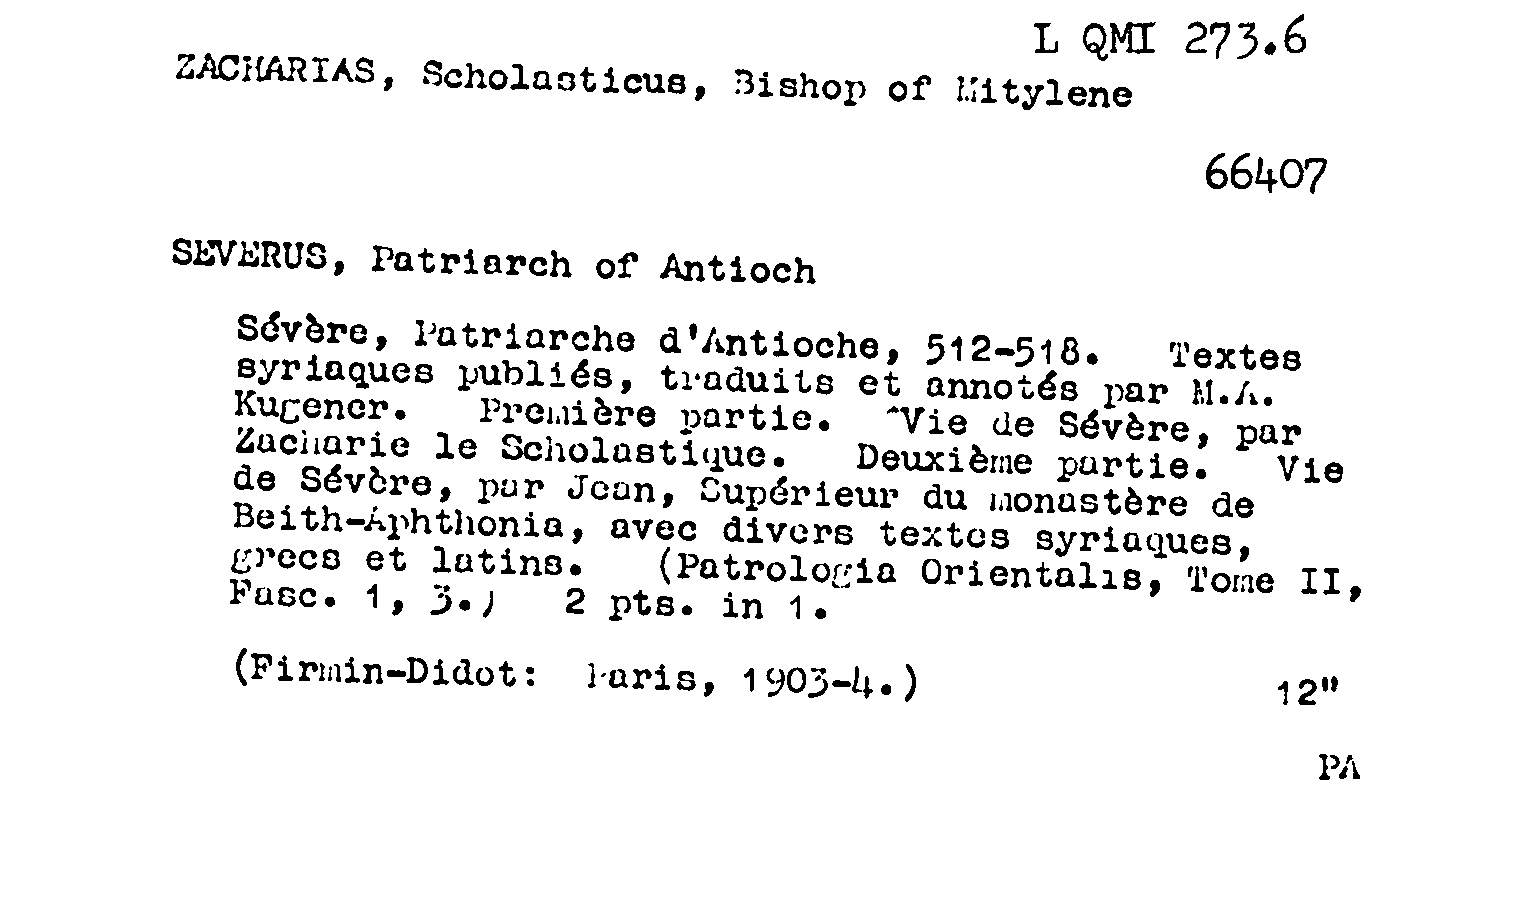 L QMI 273.6
ZACHARIAS, Scholasticus, Bishop of Mitylene
66407
SEVERUS, Patriarch of Antioch
Sévère, Patriarche d'Antioche, 512-518. Textes
syriaques publiés, traduits et annotés par M.A.
Kugener. Première partie. Vie de Sévère, par
Zacharie le Scholastique. Deuxième partie. Vie
de Sévère, par Jean, Supérieur du monastère de
Beith-Aphthonia, avec divers textes syriaques,
grecs et latins. (Patrologia Orientalis, Tome II,
Fasc. 1, 3.) 2 pts. in 1.
(Firmin-Didot: Paris, 1903-4.)
12"
PA